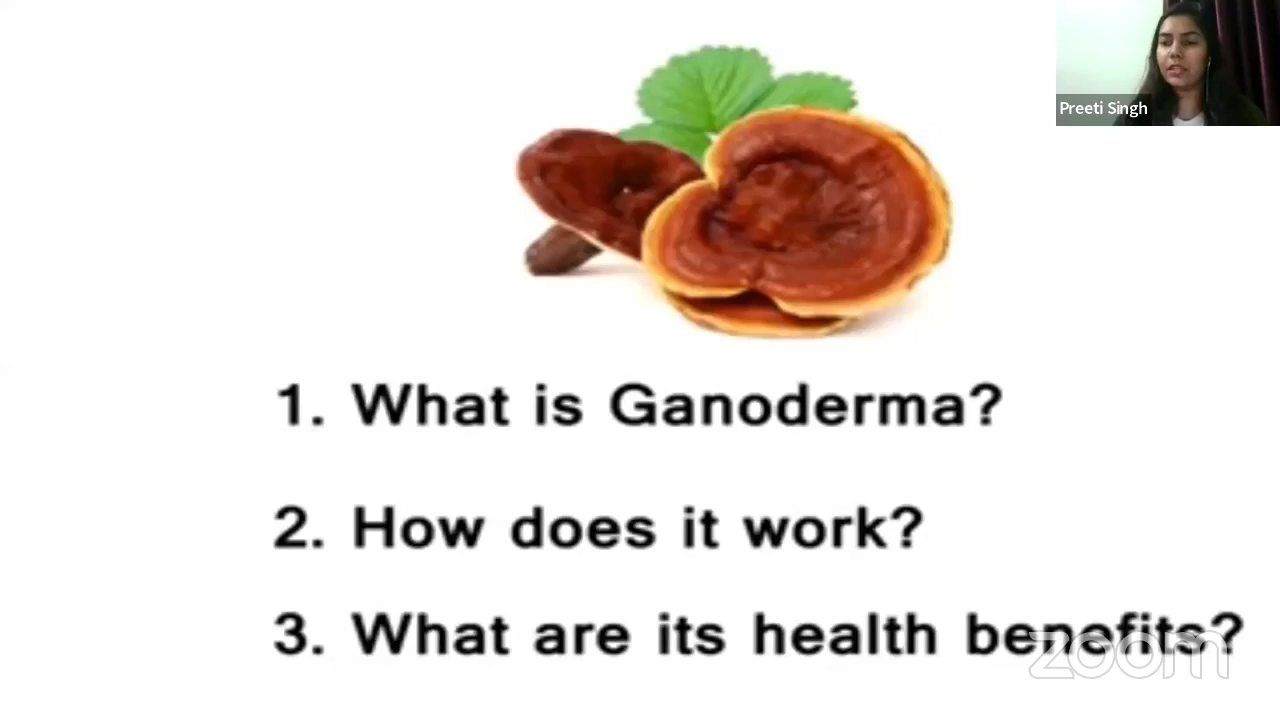 Preeti Singh
1. What is Ganoderma?
2. How does it work?
3. What are its health benefits?
zoom